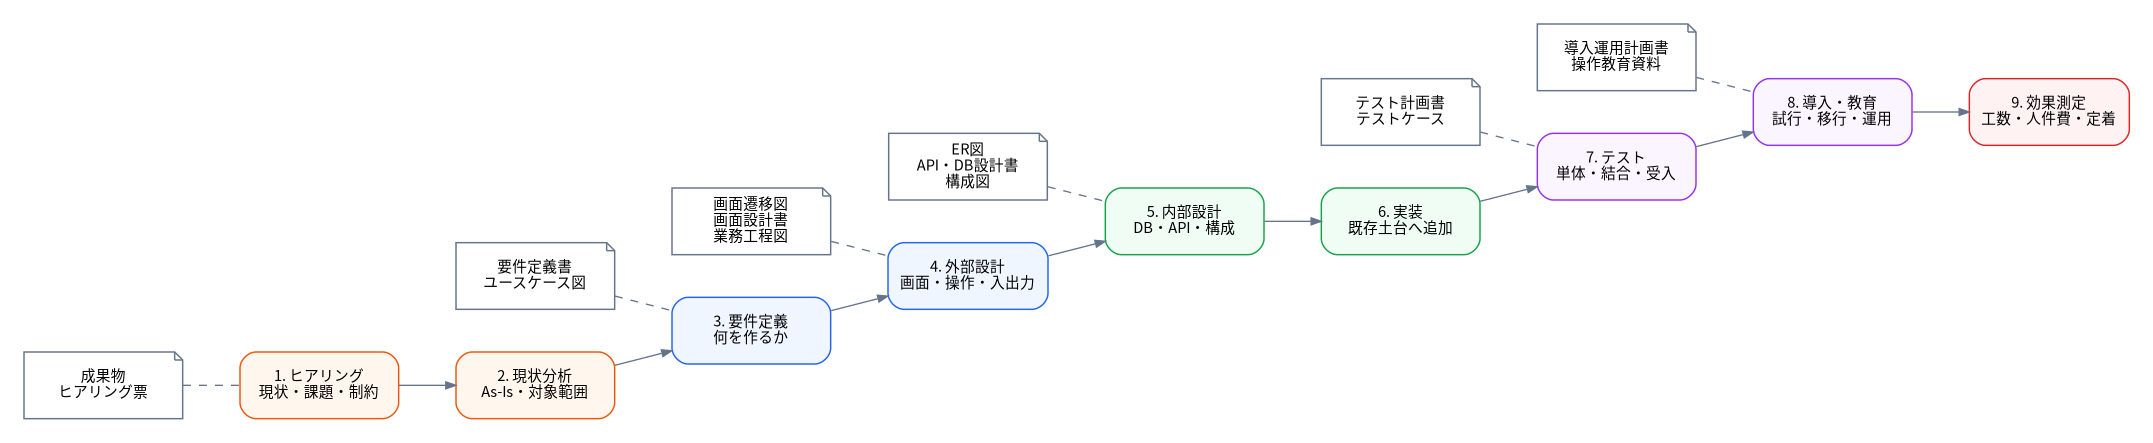 成果物
ヒアリング票
1. ヒアリング
現状・課題・制約
2. 現状分析
As-Is・対象範囲
要件定義書
ユースケース図
3. 要件定義
何を作るか
画面遷移図
画面設計書
業務工程図
4. 外部設計
画面・操作・入出力
ER図
API・DB設計書
構成図
5. 内部設計
DB・API・構成
6. 実装
既存土台へ追加
テスト計画書
テストケース
7. テスト
単体・結合・受入
導入運用計画書
操作教育資料
8. 導入・教育
試行・移行・運用
9. 効果測定
工数・人件費・定着